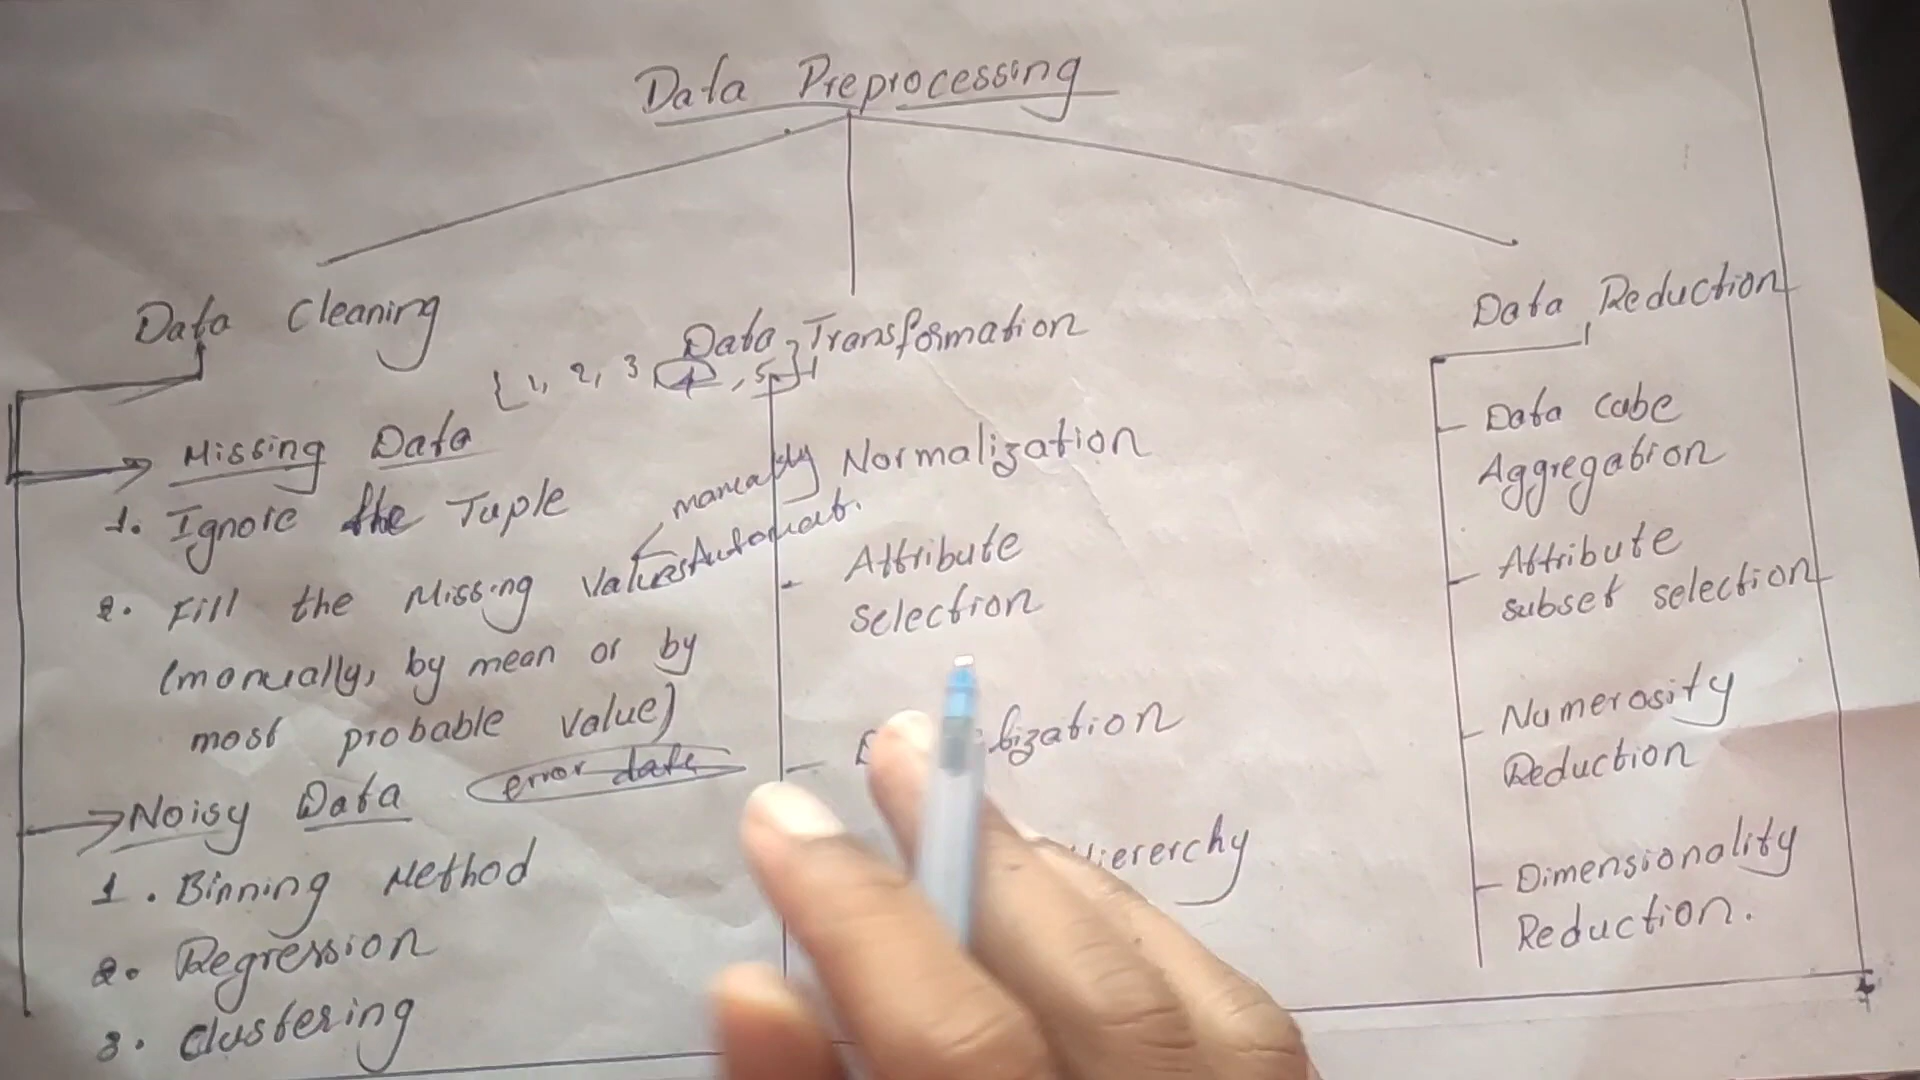 Data Preprocessing
Data Cleaning
{1, 2, 3 4, 5}
Missing Data
1. Ignore the Tuple
2. Fill the Missing Values
(manually, by mean or by
most probable value)
Noisy Data error data
1. Binning Method
2. Regression
3. Clustering
Data Transformation
Normalization
Attribute
selection
Hiererchy
Data Reduction
Data Cube
Aggregation
Attribute
subset selection
Numerosity
Reduction
Dimensionality
Reduction.